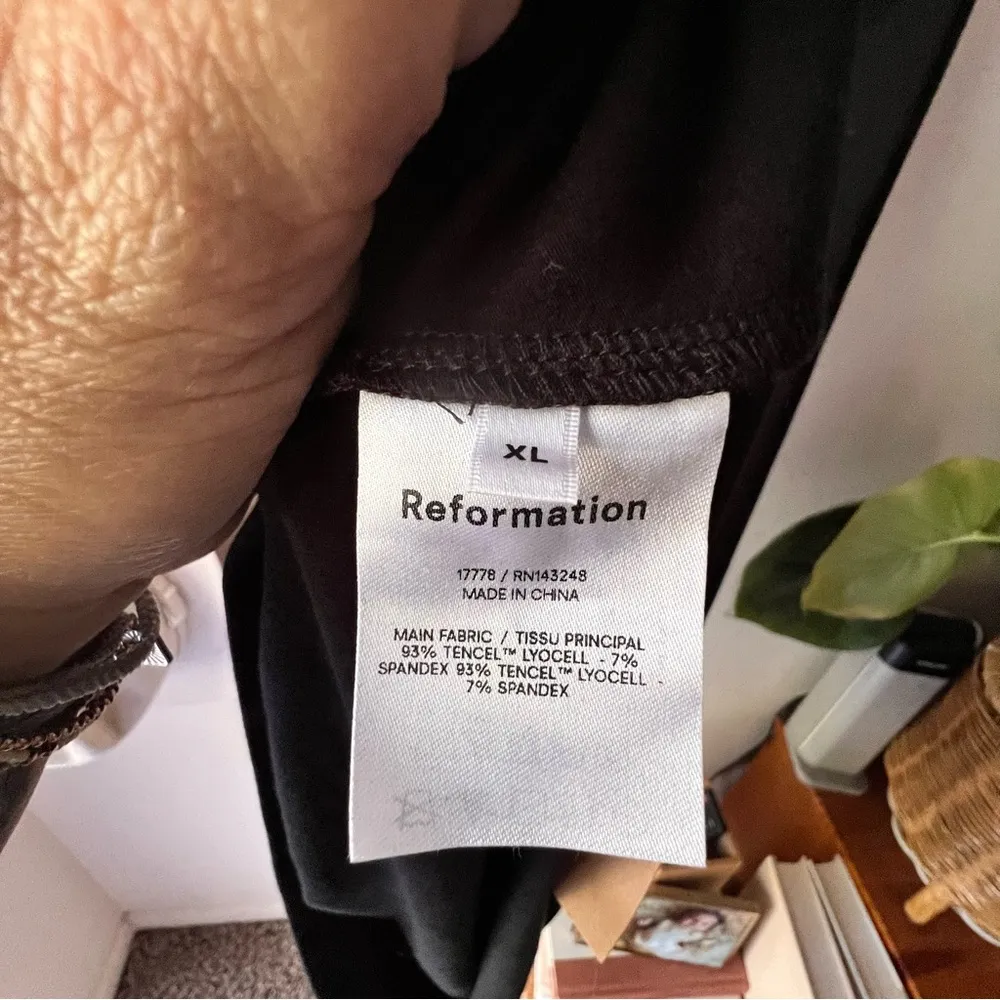 XL
Reformation
17778 / RN143248
MADE IN CHINA
MAIN FABRIC / TISSU PRINCIPAL
93% TENCEL™ LYOCELL - 7%
SPANDEX 93% TENCEL™ LYOCELL -
7% SPANDEX